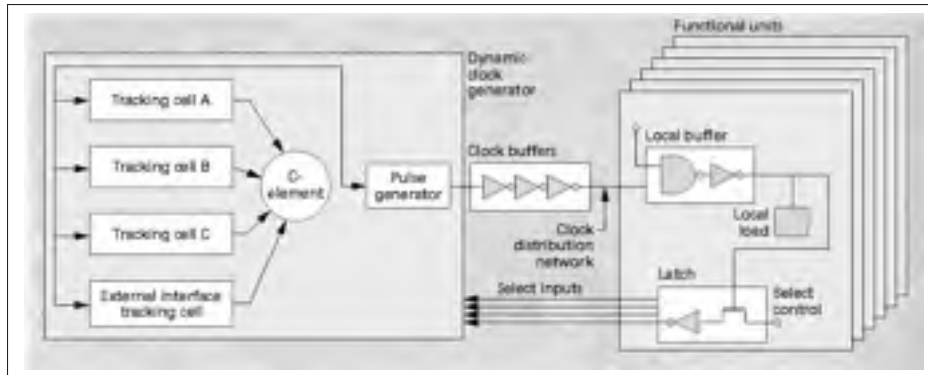 Functional units
Dynamic
clock
generator
Tracking cell A
Tracking cell B
Tracking cell C
External interface
tracking cell
C-
element
Pulse
generator
Clock buffers
Clock
distribution
network
Local buffer
Local
load
Latch
Select
control
Select inputs